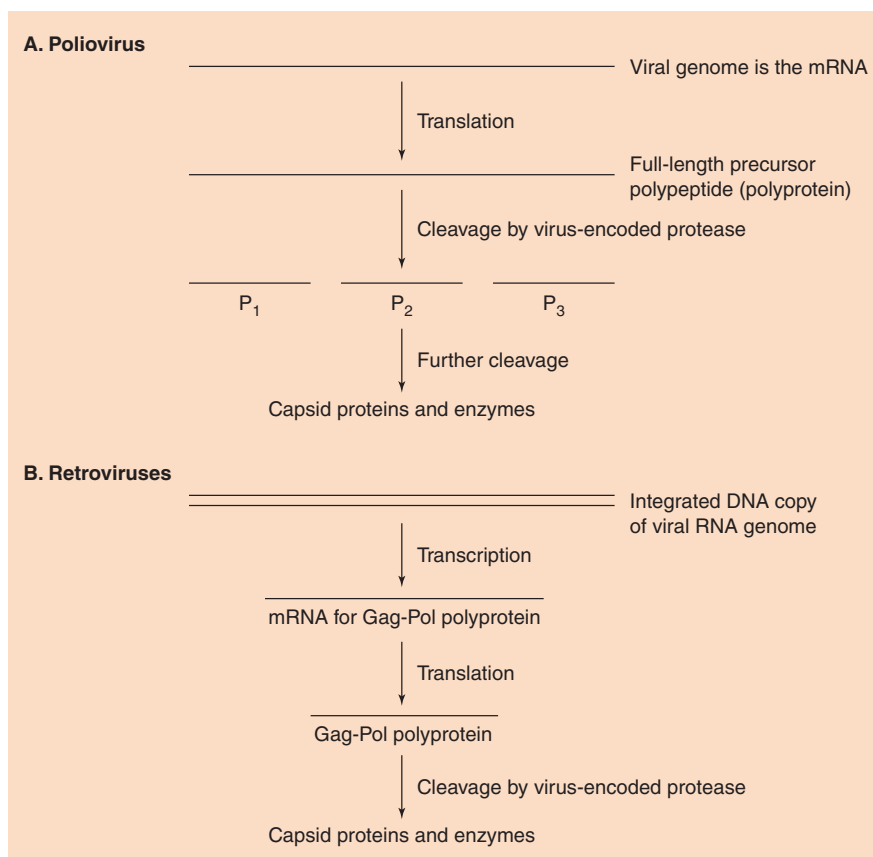 A. Poliovirus
Viral genome is the mRNA
Translation
Full-length precursor
polypeptide (polyprotein)
Cleavage by virus-encoded protease
P1 P2 P3
Further cleavage
Capsid proteins and enzymes
B. Retroviruses
Integrated DNA copy
of viral RNA genome
Transcription
mRNA for Gag-Pol polyprotein
Translation
Gag-Pol polyprotein
Cleavage by virus-encoded protease
Capsid proteins and enzymes